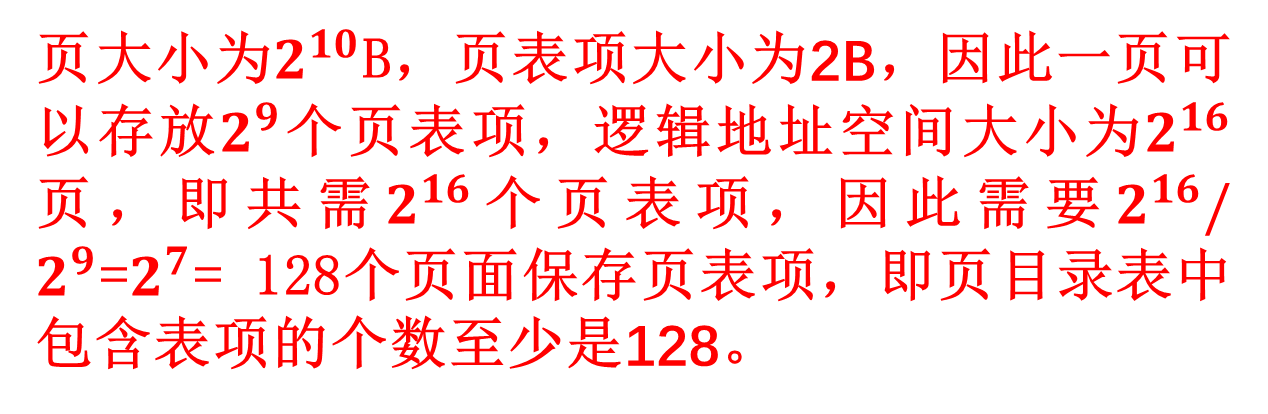 页大小为2¹⁰B，页表项大小为2B，因此一页可
以存放2⁹个页表项，逻辑地址空间大小为2¹⁶
页，即共需2¹⁶个页表项，因此需要2¹⁶/
2⁹=2⁷= 128个页面保存页表项，即页目录表中
包含表项的个数至少是128。